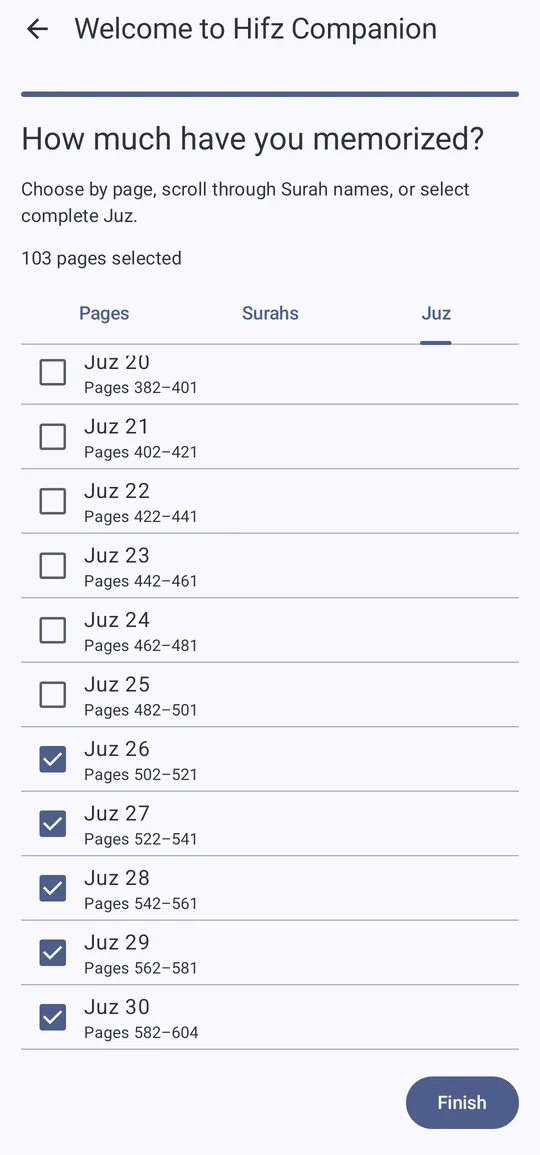 Welcome to Hifz Companion
How much have you memorized?
Choose by page, scroll through Surah names, or select
complete Juz.
103 pages selected
Pages Surahs Juz
Juz 20
Pages 382–401
Juz 21
Pages 402–421
Juz 22
Pages 422–441
Juz 23
Pages 442–461
Juz 24
Pages 462–481
Juz 25
Pages 482–501
Juz 26
Pages 502–521
Juz 27
Pages 522–541
Juz 28
Pages 542–561
Juz 29
Pages 562–581
Juz 30
Pages 582–604
Finish